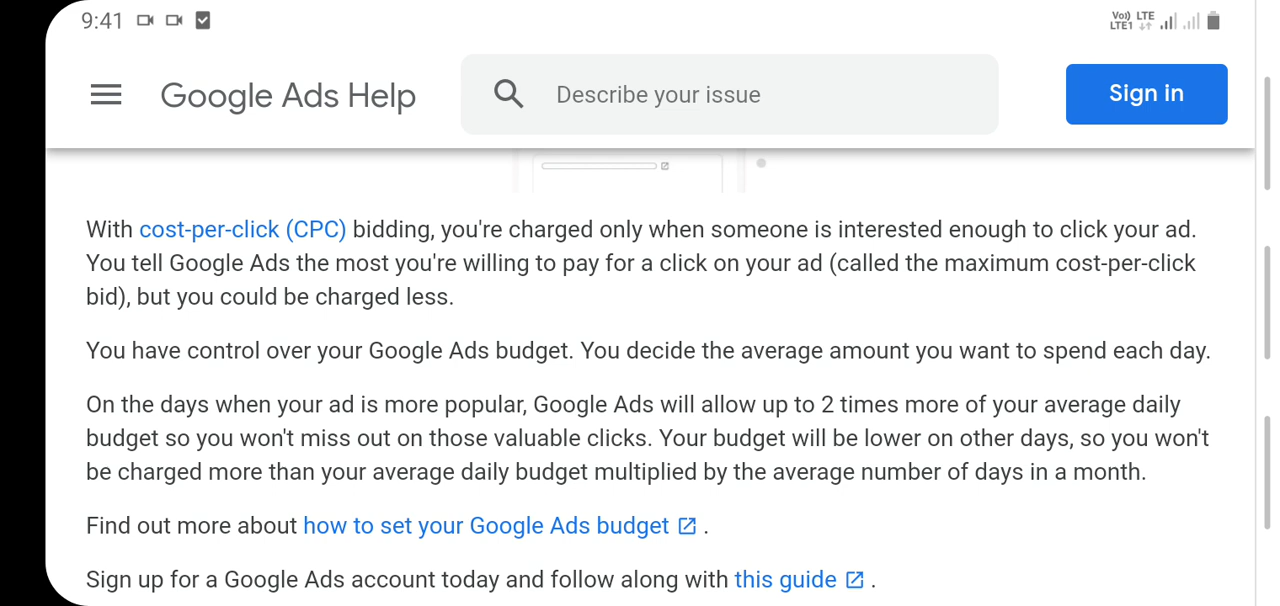 9:41
Vo)) LTE
LTE1
Google Ads Help
Describe your issue
Sign in
With cost-per-click (CPC) bidding, you're charged only when someone is interested enough to click your ad.
You tell Google Ads the most you're willing to pay for a click on your ad (called the maximum cost-per-click
bid), but you could be charged less.
You have control over your Google Ads budget. You decide the average amount you want to spend each day.
On the days when your ad is more popular, Google Ads will allow up to 2 times more of your average daily
budget so you won't miss out on those valuable clicks. Your budget will be lower on other days, so you won't
be charged more than your average daily budget multiplied by the average number of days in a month.
Find out more about how to set your Google Ads budget .
Sign up for a Google Ads account today and follow along with this guide .